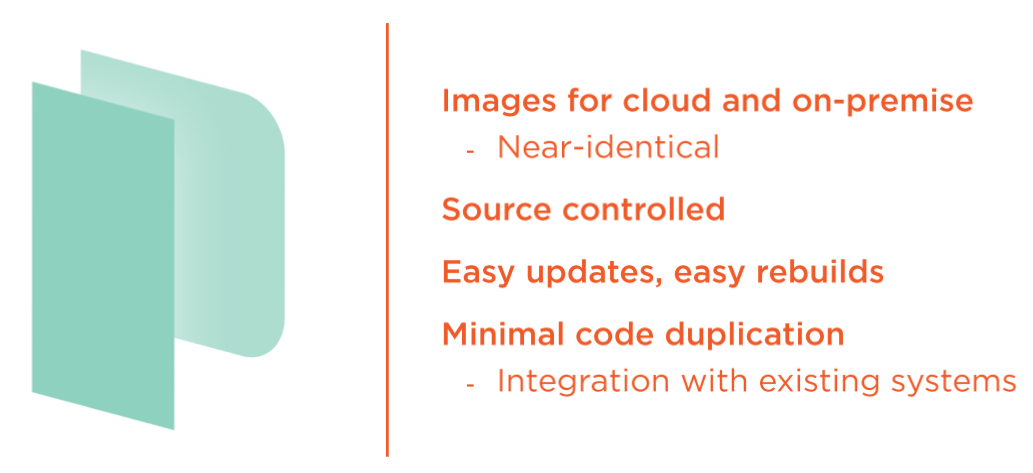 Images for cloud and on-premise
- Near-identical
Source controlled
Easy updates, easy rebuilds
Minimal code duplication
- Integration with existing systems